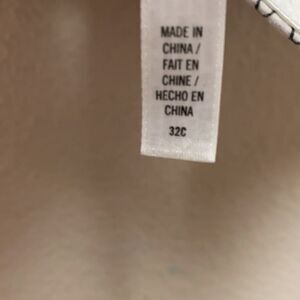 MADE IN
CHINA /
FAIT EN
CHINE /
HECHO EN
CHINA
32C